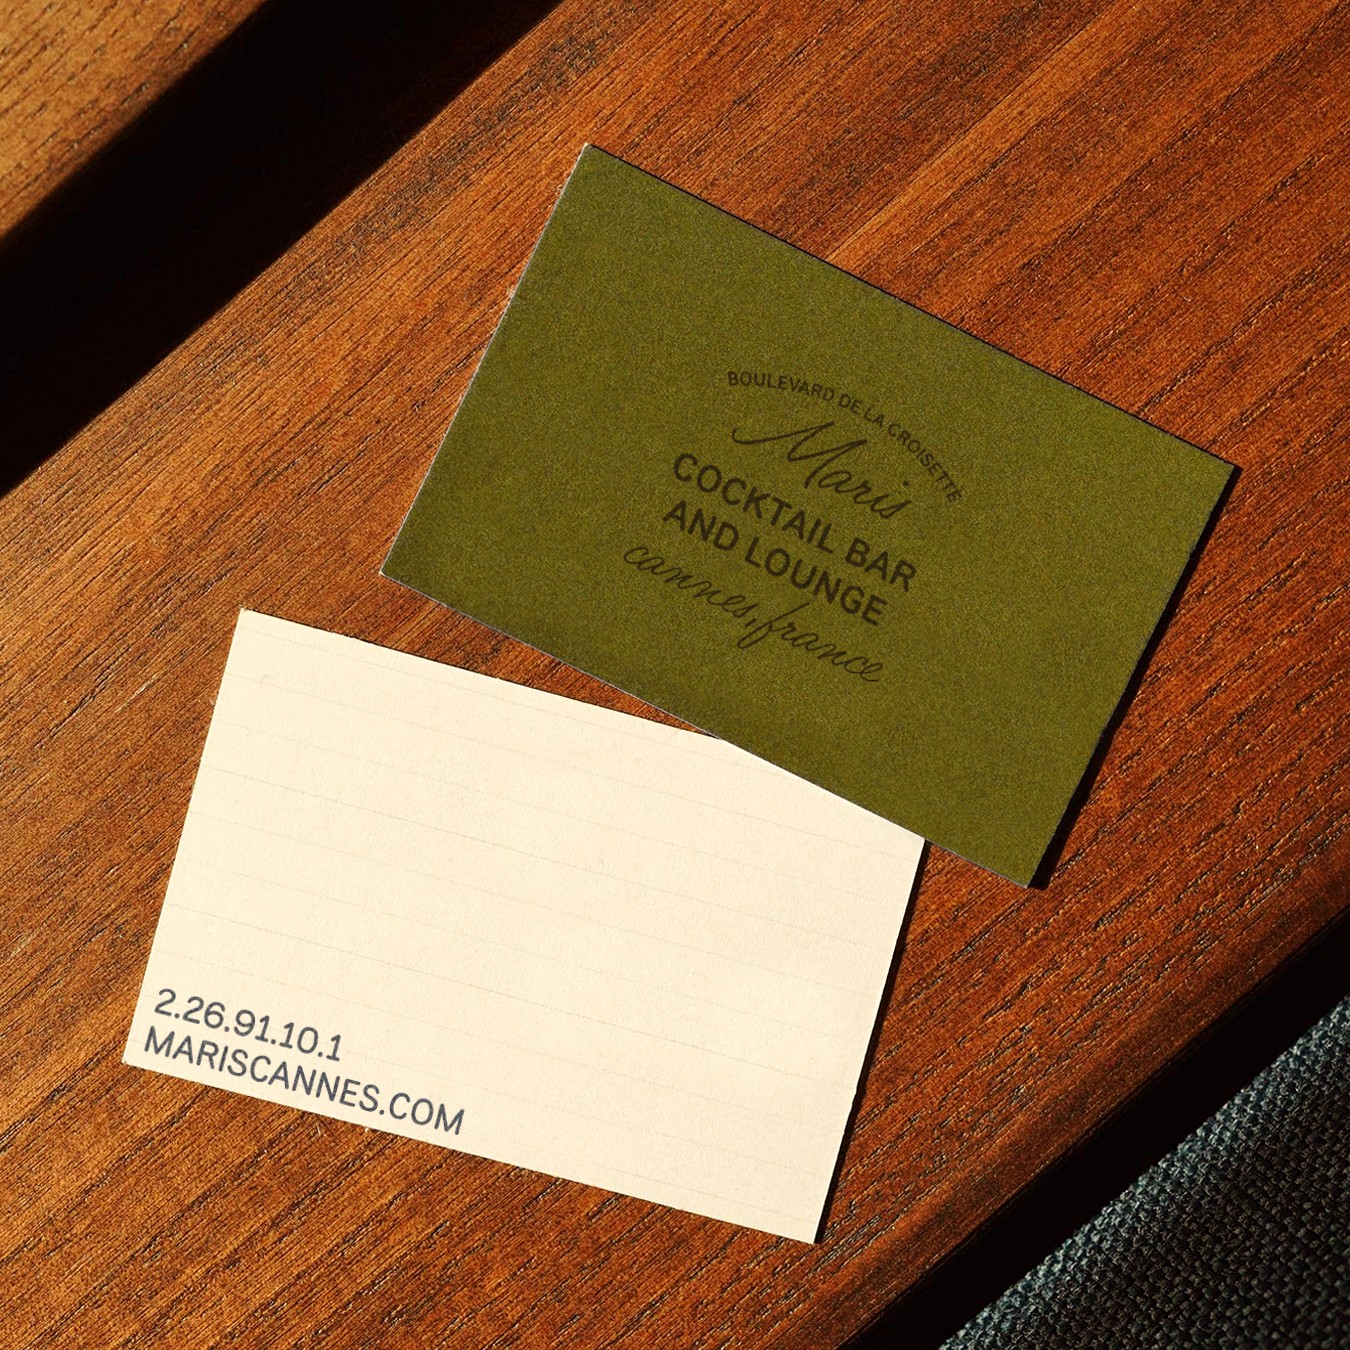 BOULEVARD DE LA CROISETTE
Maris
COCKTAIL BAR
AND LOUNGE
cannes, france
2.26.91.10.1
MARISCANNES.COM